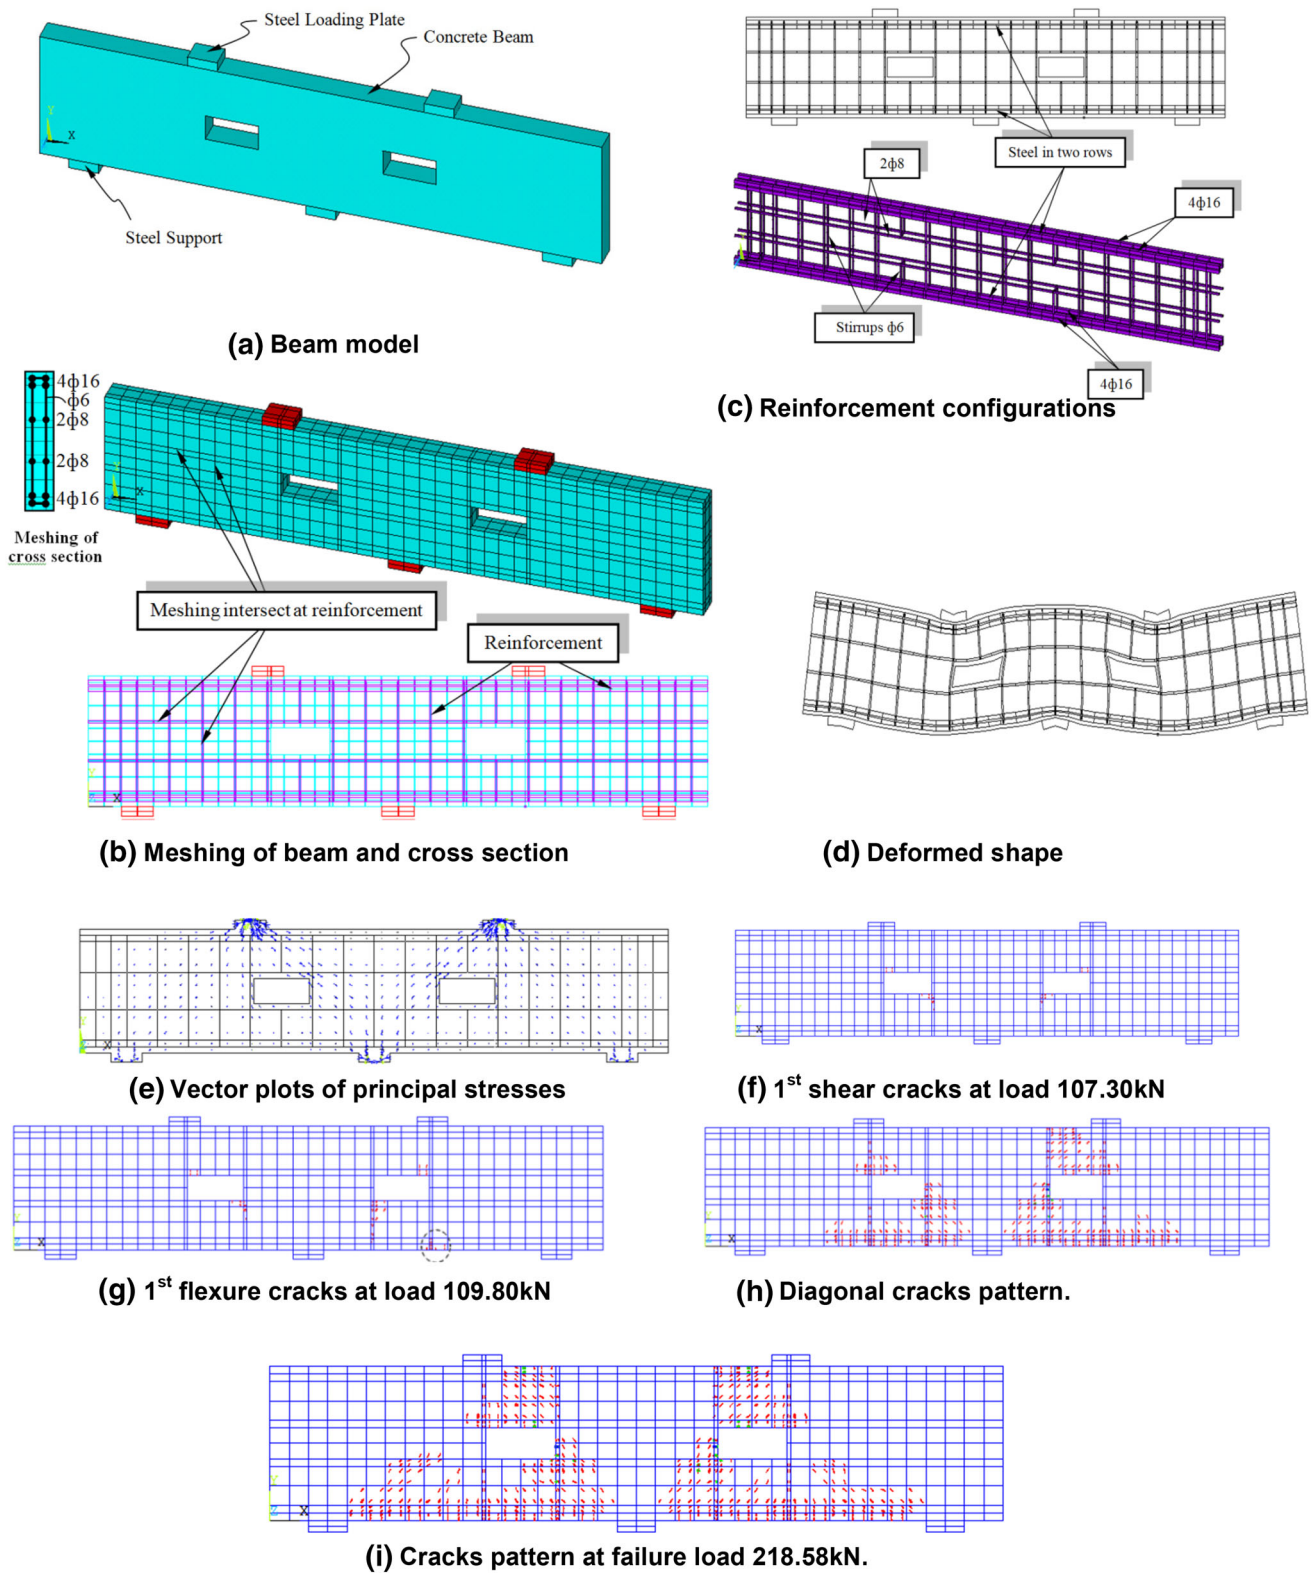 Steel Loading Plate
Concrete Beam
Y
X
Steel Support
(a) Beam model
Steel in two rows
2ϕ8
4ϕ16
Stirrups ϕ6
4ϕ16
(c) Reinforcement configurations
4ϕ16
ϕ6
2ϕ8
2ϕ8
4ϕ16
Meshing of
cross section
X
Meshing intersect at reinforcement
Reinforcement
Y
X
(b) Meshing of beam and cross section
(d) Deformed shape
Y
X
(e) Vector plots of principal stresses
Y
Z X
(f) 1st shear cracks at load 107.30kN
Y
Z X
(g) 1st flexure cracks at load 109.80kN
Y
Z X
(h) Diagonal cracks pattern.
Y
Z X
(i) Cracks pattern at failure load 218.58kN.